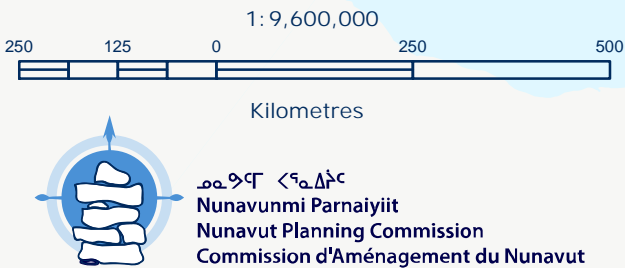 1:9,600,000
250 125 0 250 500
Kilometres
ᓄᓇᕗᑦᒥ ᐸᕐᓇᐃᔩᑦ
Nunavunmi Parnaiyiit
Nunavut Planning Commission
Commission d'Aménagement du Nunavut